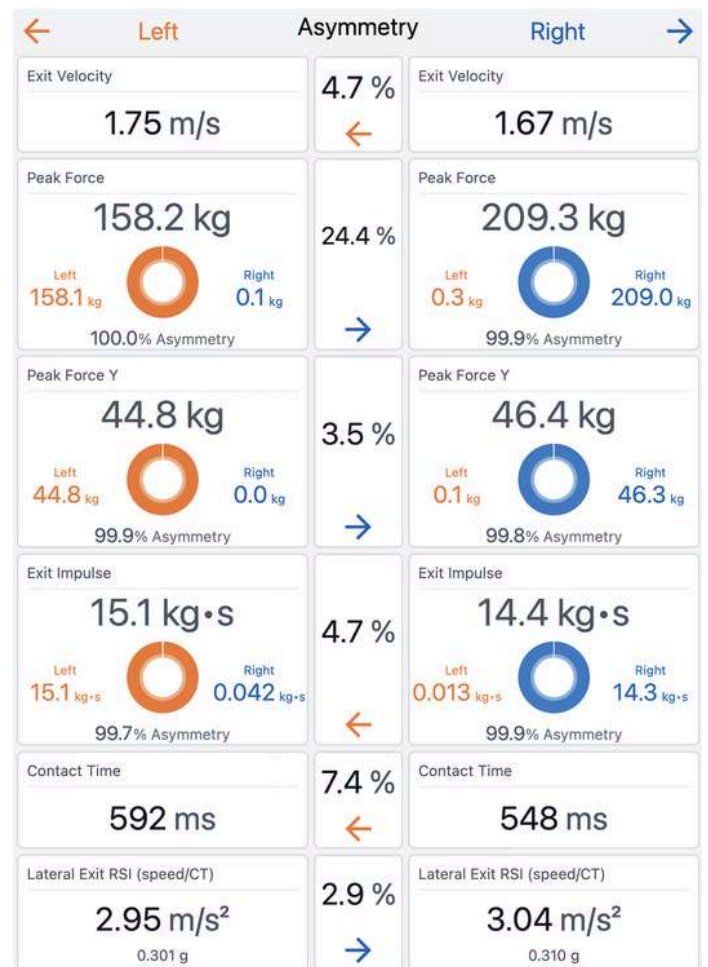 ← Left Asymmetry Right →
Exit Velocity
1.75 m/s
4.7 %
←
Exit Velocity
1.67 m/s
Peak Force
158.2 kg
Left Right
158.1 kg 0.1 kg
100.0% Asymmetry
24.4 %
→
Peak Force
209.3 kg
Left Right
0.3 kg 209.0 kg
99.9% Asymmetry
Peak Force Y
44.8 kg
Left Right
44.8 kg 0.0 kg
99.9% Asymmetry
3.5 %
→
Peak Force Y
46.4 kg
Left Right
0.1 kg 46.3 kg
99.8% Asymmetry
Exit Impulse
15.1 kg•s
Left Right
15.1 kg•s 0.042 kg•s
99.7% Asymmetry
4.7 %
←
Exit Impulse
14.4 kg•s
Left Right
0.013 kg•s 14.3 kg•s
99.9% Asymmetry
Contact Time
592 ms
7.4 %
←
Contact Time
548 ms
Lateral Exit RSI (speed/CT)
2.95 m/s²
0.301 g
2.9 %
→
Lateral Exit RSI (speed/CT)
3.04 m/s²
0.310 g